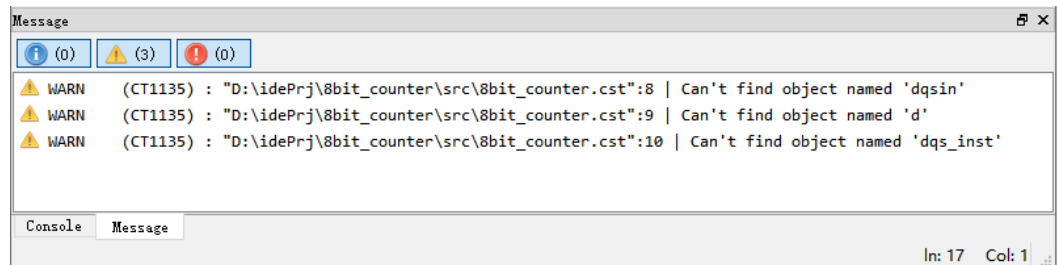 Message
(0) (3) (0)
WARN (CT1135) : "D:\idePrj\8bit_counter\src\8bit_counter.cst":8 | Can't find object named 'dqsin'
WARN (CT1135) : "D:\idePrj\8bit_counter\src\8bit_counter.cst":9 | Can't find object named 'd'
WARN (CT1135) : "D:\idePrj\8bit_counter\src\8bit_counter.cst":10 | Can't find object named 'dqs_inst'
Console Message
ln: 17 Col: 1